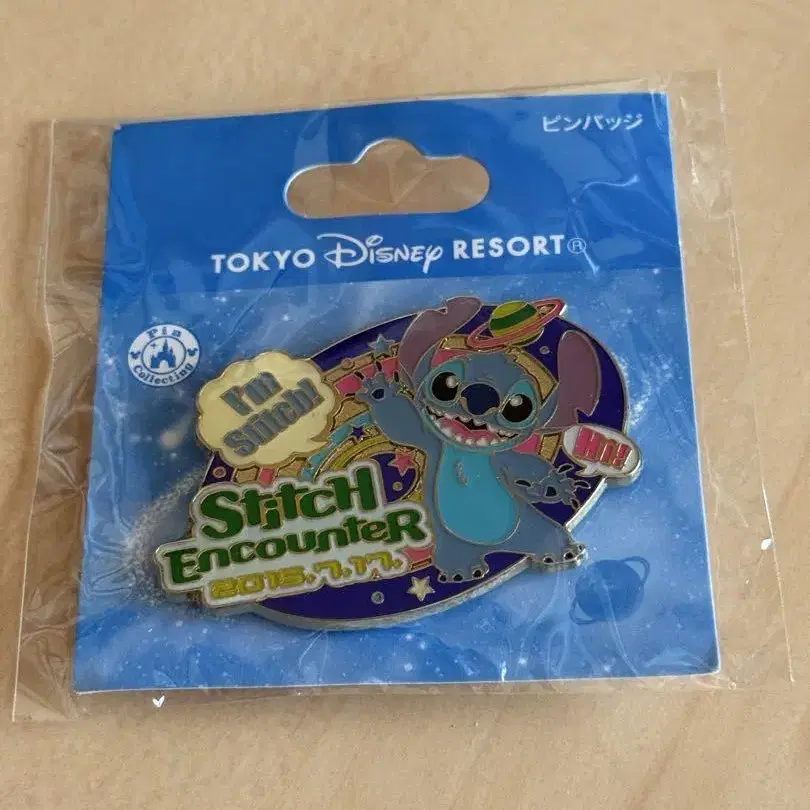 ピンバッジ
TOKYO Disney RESORT®
Pin
Collecting
I'm
Stitch!
Hi!
Stitch
Encounter
2015.7.17.